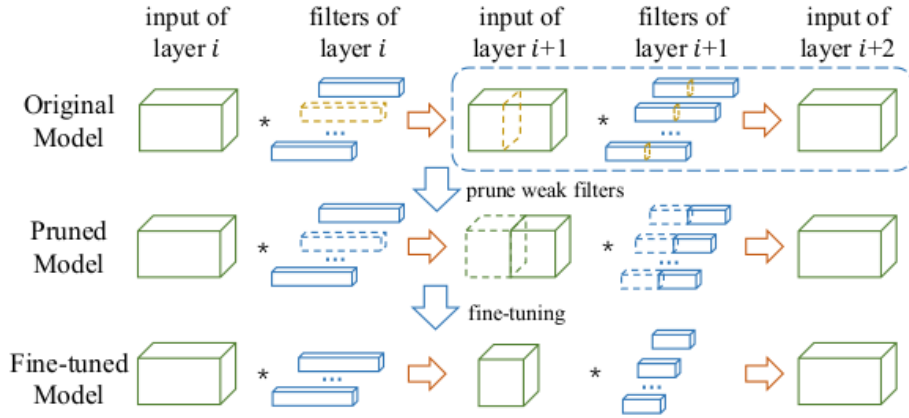 input of layer i
filters of layer i
input of layer i+1
filters of layer i+1
input of layer i+2
Original Model
* ... * ...
prune weak filters
Pruned Model
* ... * ...
fine-tuning
Fine-tuned Model
* ... * ...